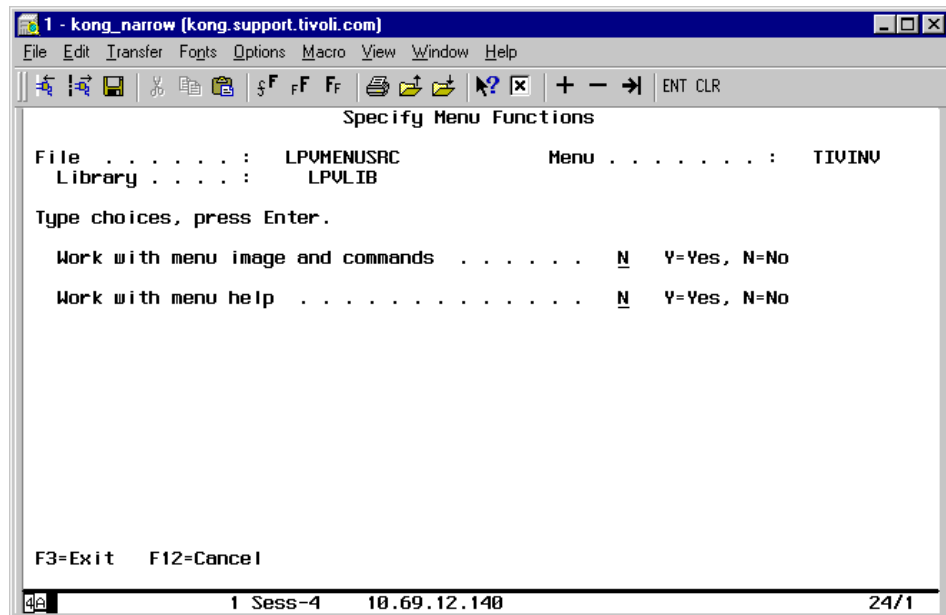 1 - kong_narrow (kong.support.tivoli.com)
File Edit Transfer Fonts Options Macro View Window Help
ENT CLR
Specify Menu Functions
File . . . . . . : LPVMENUSRC Menu . . . . . . . : TIVINV
Library . . . . : LPVLIB
Type choices, press Enter.
Work with menu image and commands . . . . . . N Y=Yes, N=No
Work with menu help . . . . . . . . . . . . . N Y=Yes, N=No
F3=Exit F12=Cancel
4A 1 Sess-4 10.69.12.140 24/1